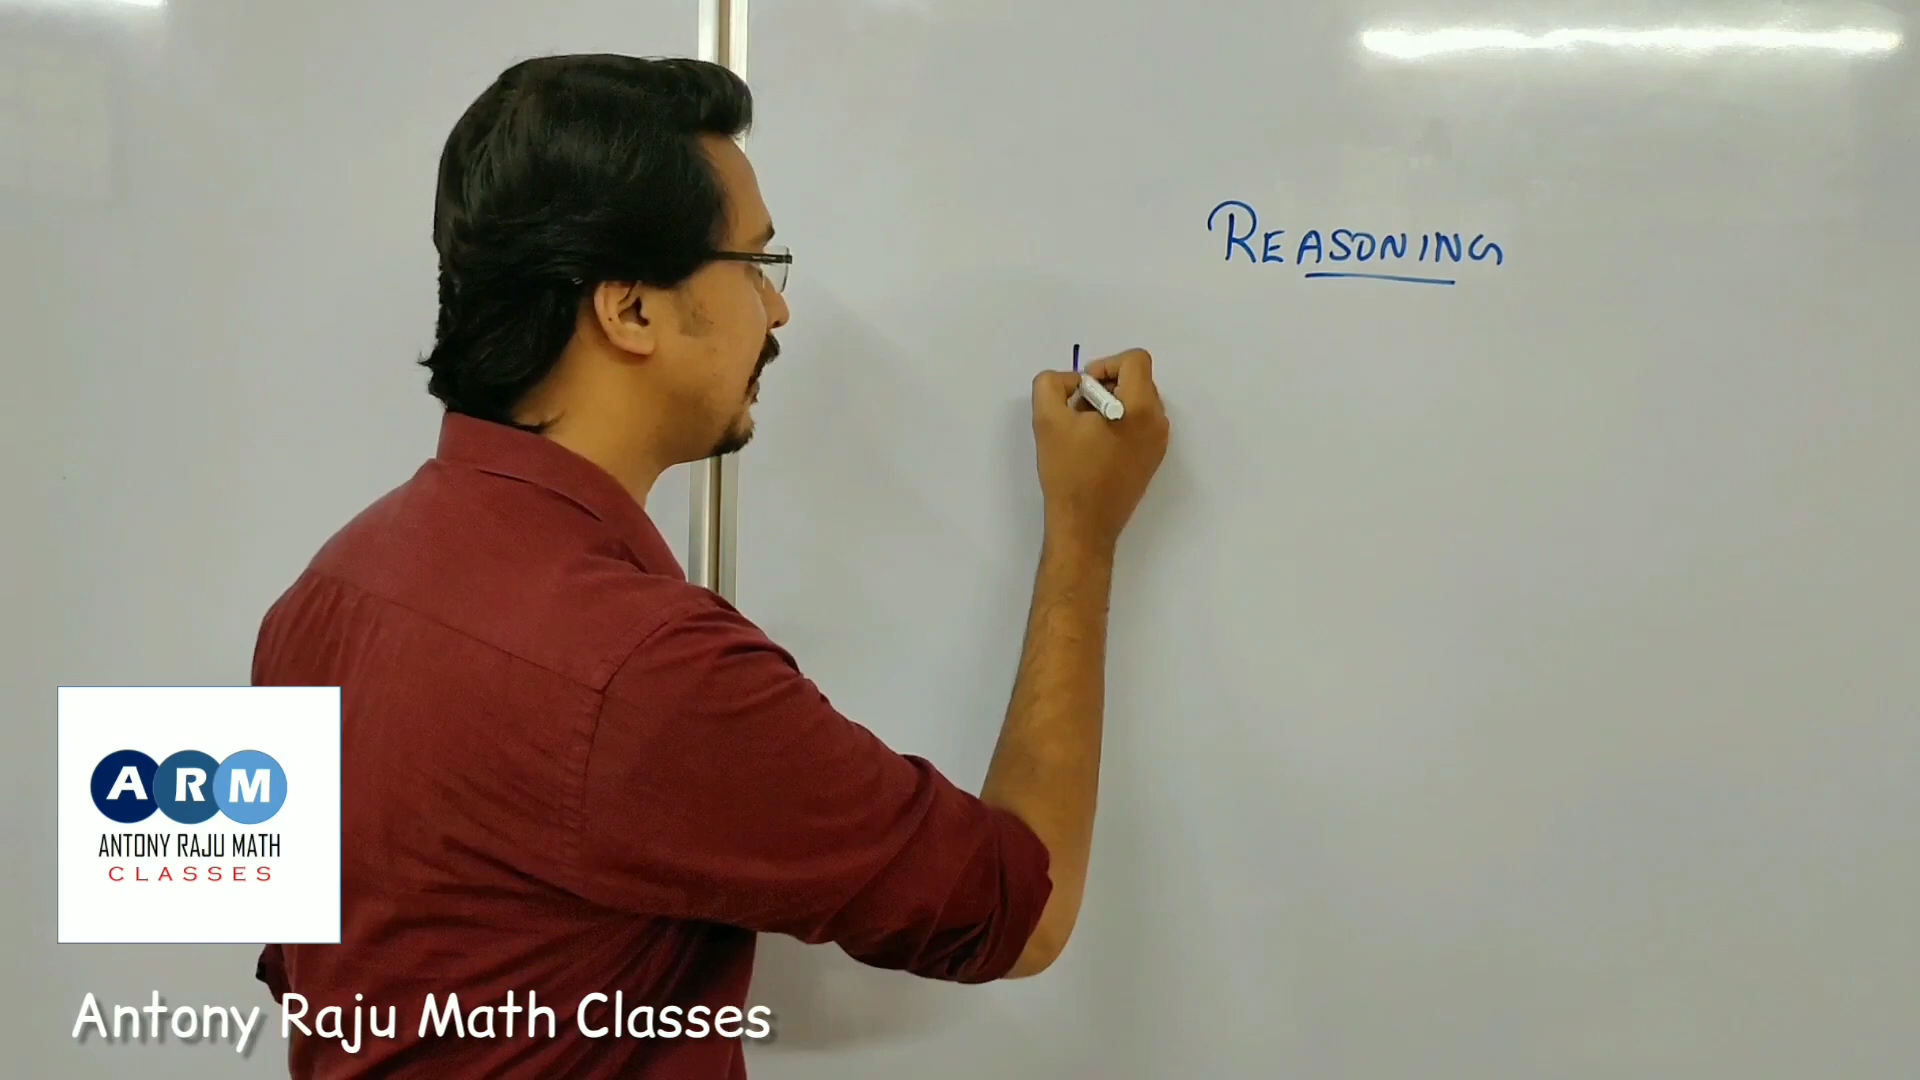 REASONING
ARM
ANTONY RAJU MATH
CLASSES
Antony Raju Math Classes